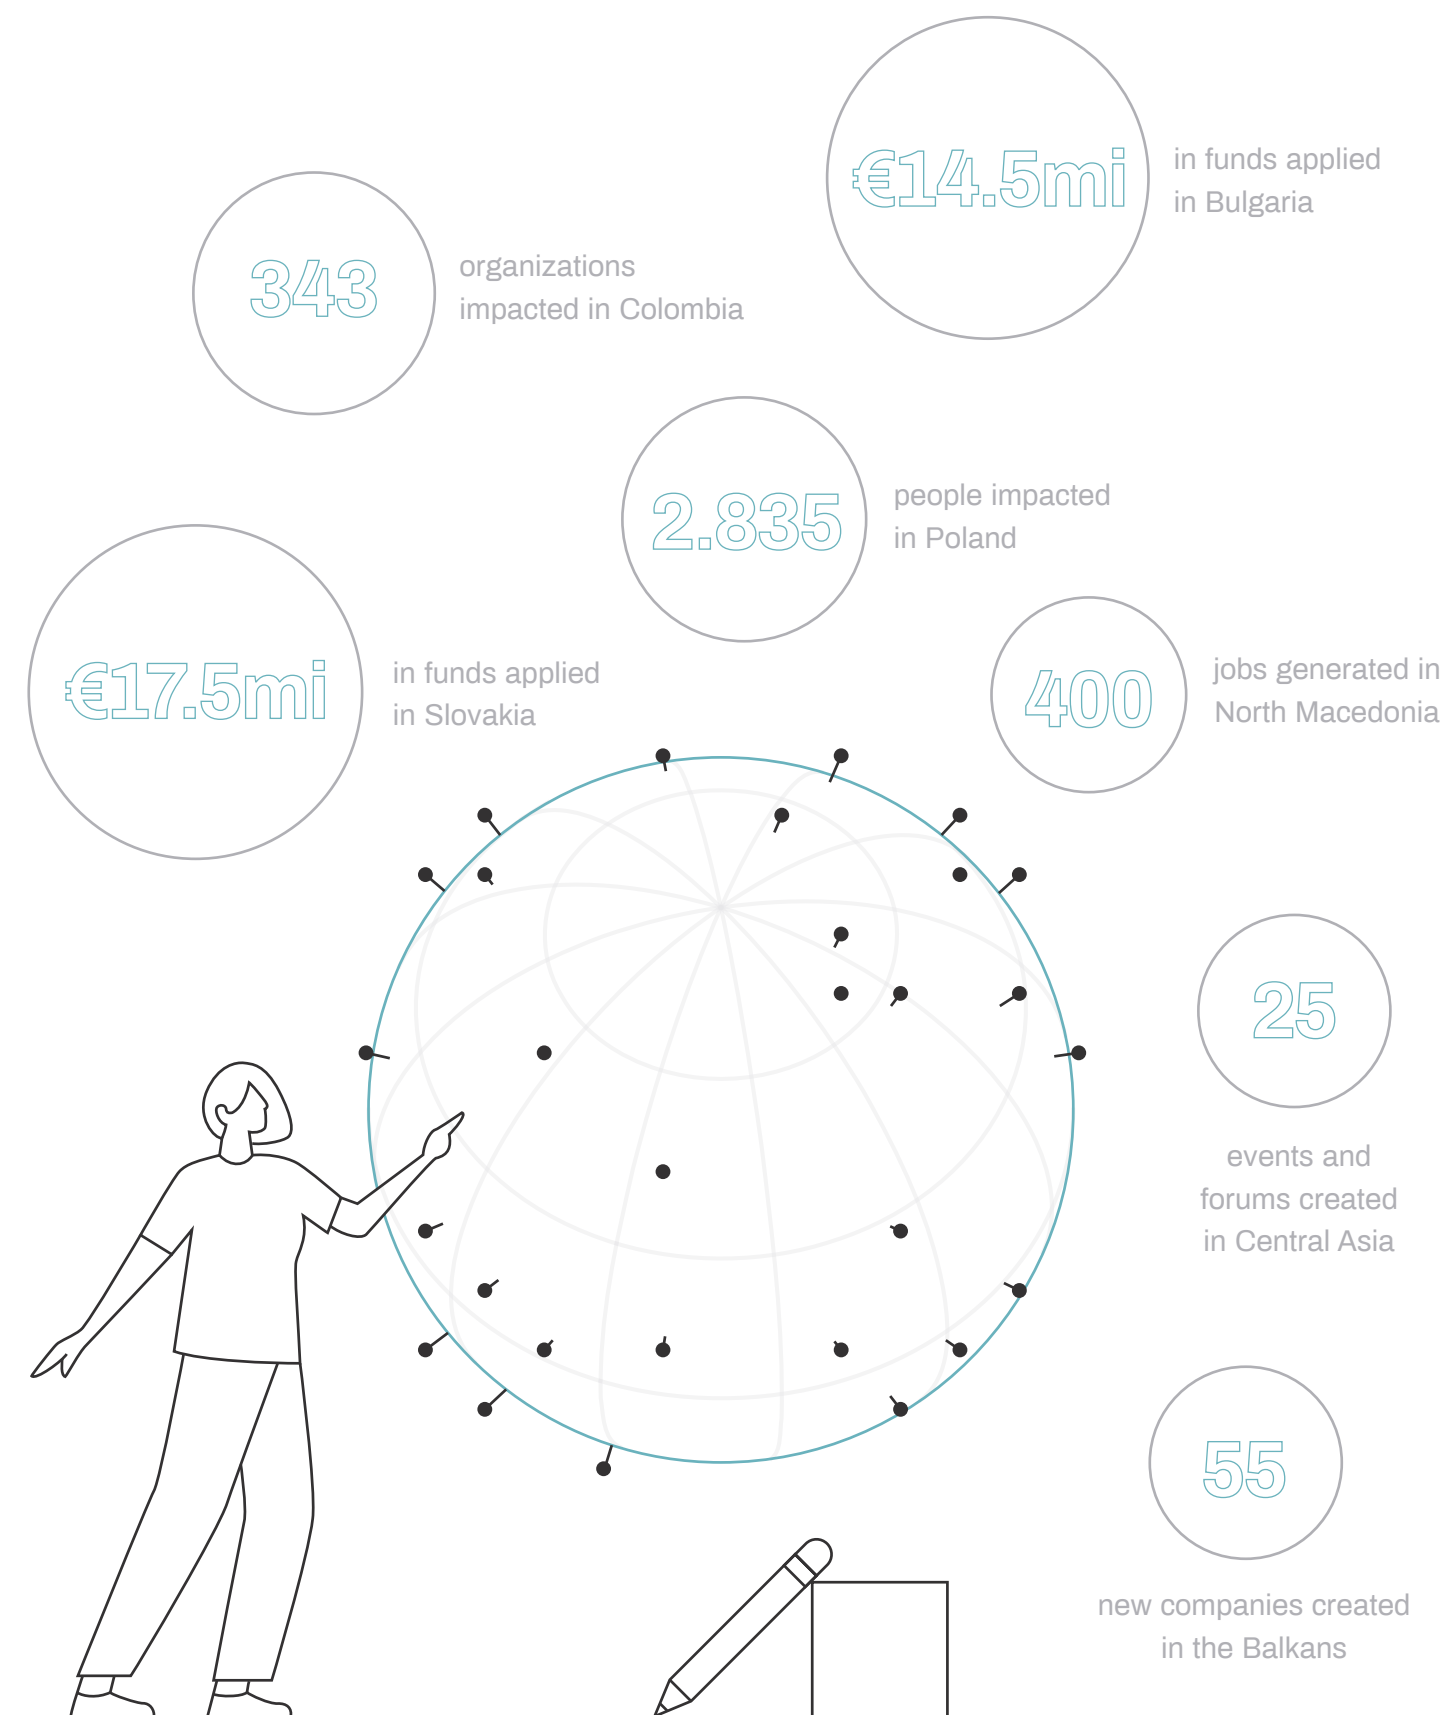 €14.5mi
in funds applied
in Bulgaria
343
organizations
impacted in Colombia
2.835
people impacted
in Poland
€17.5mi
in funds applied
in Slovakia
400
jobs generated in
North Macedonia
25
events and
forums created
in Central Asia
55
new companies created
in the Balkans